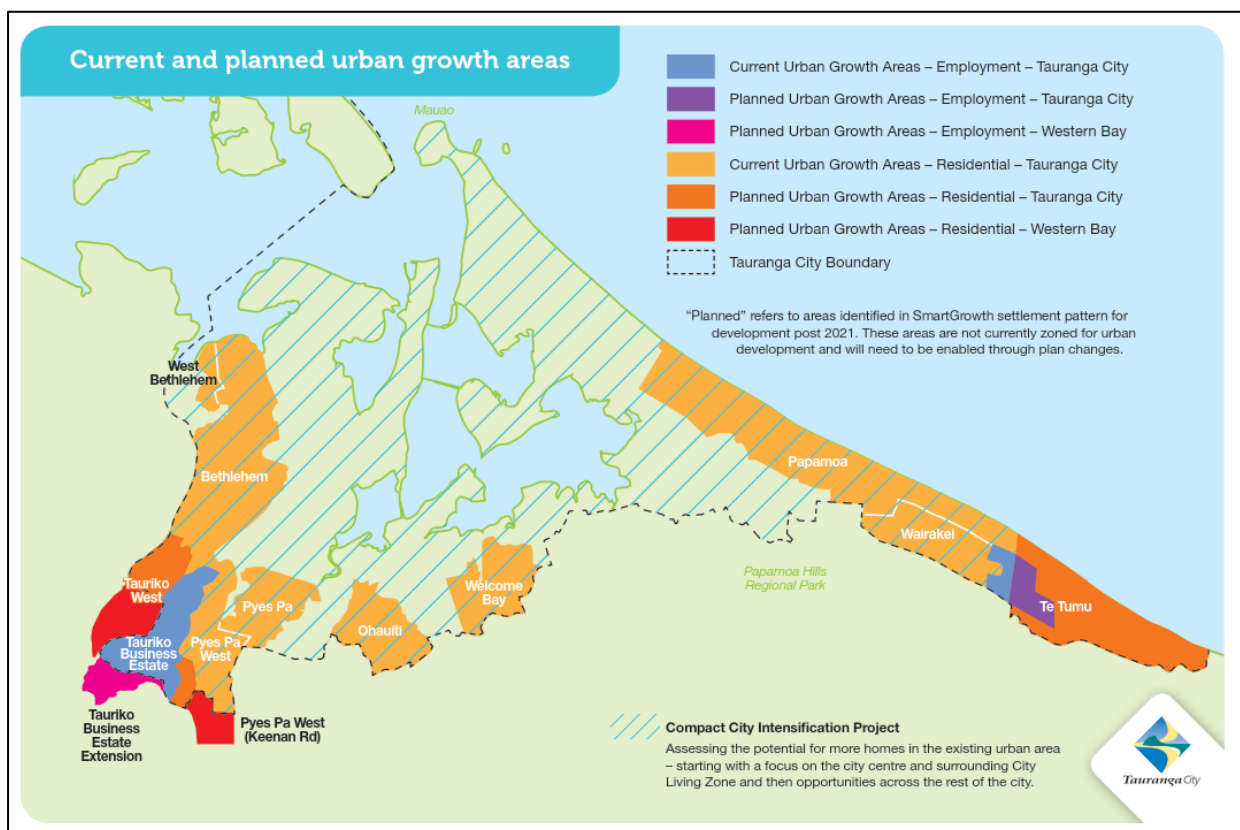 Current and planned urban growth areas
Current Urban Growth Areas – Employment – Tauranga City
Planned Urban Growth Areas – Employment – Tauranga City
Planned Urban Growth Areas – Employment – Western Bay
Current Urban Growth Areas – Residential – Tauranga City
Planned Urban Growth Areas – Residential – Tauranga City
Planned Urban Growth Areas – Residential – Western Bay
Tauranga City Boundary
“Planned” refers to areas identified in SmartGrowth settlement pattern for
development post 2021. These areas are not currently zoned for urban
development and will need to be enabled through plan changes.
Mauao
West
Bethlehem
Bethlehem
Papamoa
Wairakei
Te Tumu
Papamoa Hills
Regional Park
Welcome
Bay
Ohauiti
Pyes Pa
Pyes Pa
West
Tauriko
West
Tauriko
Business
Estate
Tauriko
Business
Estate
Extension
Pyes Pa West
(Keenan Rd)
Compact City Intensification Project
Assessing the potential for more homes in the existing urban area
– starting with a focus on the city centre and surrounding City
Living Zone and then opportunities across the rest of the city.
Tauranga City